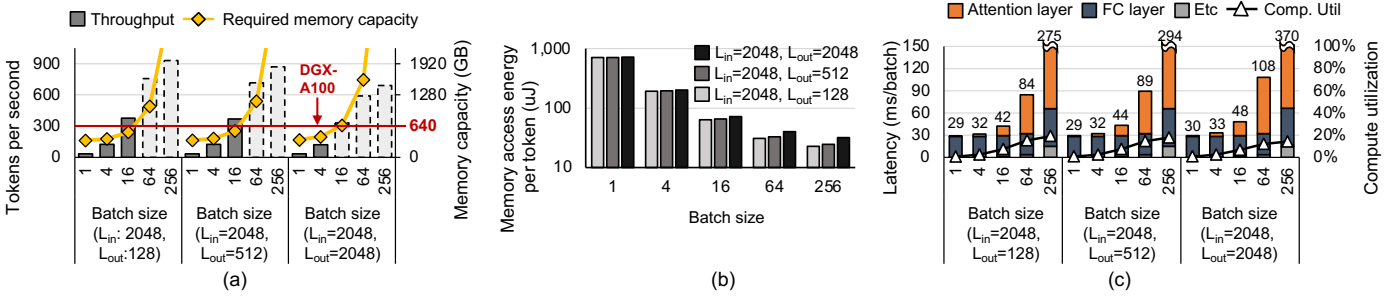 Throughput Required memory capacity
Tokens per second
900
600
300
0
DGX-
A100
1920
1280
640
0
Memory capacity (GB)
1 4 16 64 256 1 4 16 64 256 1 4 16 64 256
Batch size Batch size Batch size
(Lin: 2048, (Lin=2048, (Lin=2048,
Lout:128) Lout=512) Lout=2048)
(a)
Memory access energy
per token (uJ)
1,000
100
10
Lin=2048, Lout=2048
Lin=2048, Lout=512
Lin=2048, Lout=128
1 4 16 64 256
Batch size
(b)
Attention layer FC layer Etc Comp. Util
Latency (ms/batch)
150
120
90
60
30
0
275 294 370
29 32 42 84 29 32 44 89 30 33 48 108
100%
80%
60%
40%
20%
0%
Compute utilization
1 4 16 64 256 1 4 16 64 256 1 4 16 64 256
Batch size Batch size Batch size
(Lin=2048, (Lin=2048, (Lin=2048,
Lout=128) Lout=512) Lout=2048)
(c)